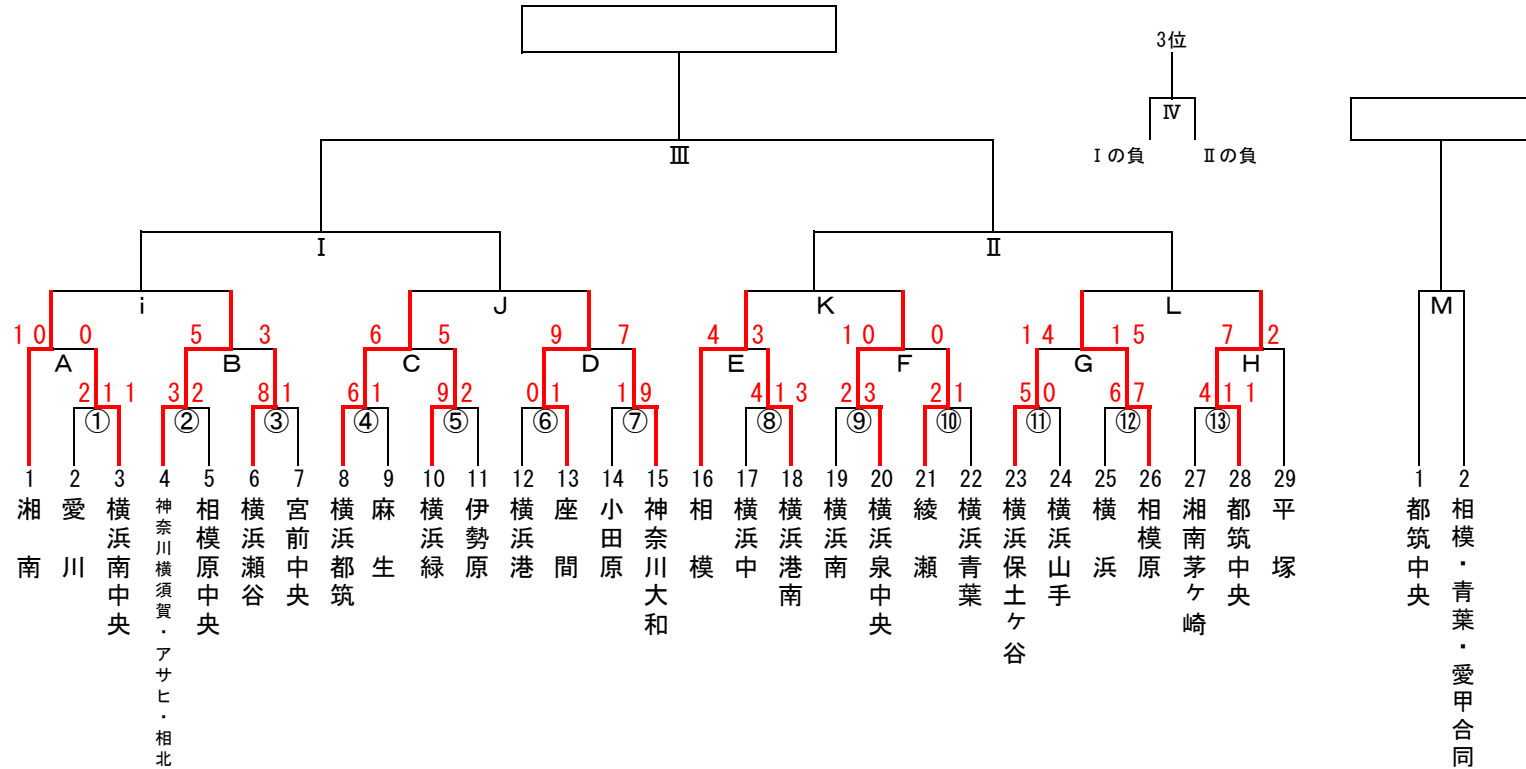 3位
Ⅳ
Ⅰの負 Ⅱの負
Ⅲ
Ⅰ Ⅱ
i J K L M
10 0 5 3 6 5 9 7 4 3 10 0 14 15 7 2
A B C D E F G H
2 11 3 2 8 1 6 1 9 2 0 1 1 9 4 13 2 3 2 1 5 0 6 7 4 11
① ② ③ ④ ⑤ ⑥ ⑦ ⑧ ⑨ ⑩ ⑪ ⑫ ⑬
1 湘南
2 愛川
3 横浜南中央
4 神奈川横須賀・アサヒ・相北
5 相模原中央
6 横浜瀬谷
7 宮前中央
8 横浜都筑
9 麻生
10 横浜緑
11 伊勢原
12 横浜港
13 座間
14 小田原
15 神奈川大和
16 相模
17 横浜中
18 横浜港南
19 横浜南
20 横浜泉中央
21 綾瀬
22 横浜青葉
23 横浜保土ケ谷
24 横浜山手
25 横浜
26 相模原
27 湘南茅ケ崎
28 都筑中央
29 平塚
1 都筑中央
2 相模・青葉・愛甲合同